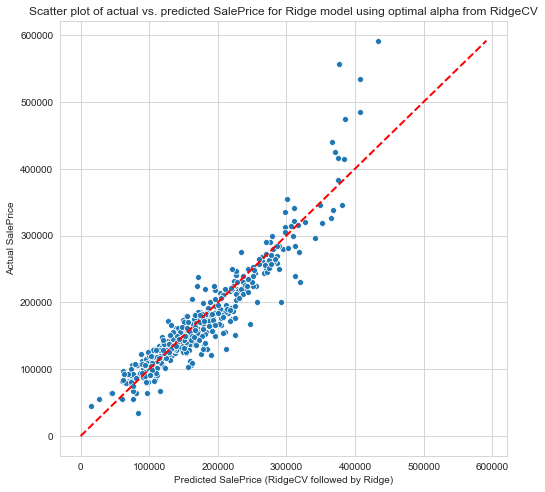 Scatter plot of actual vs. predicted SalePrice for Ridge model using optimal alpha from RidgeCV
600000
500000
400000
300000
200000
100000
0
Actual SalePrice
0 100000 200000 300000 400000 500000 600000
Predicted SalePrice (RidgeCV followed by Ridge)